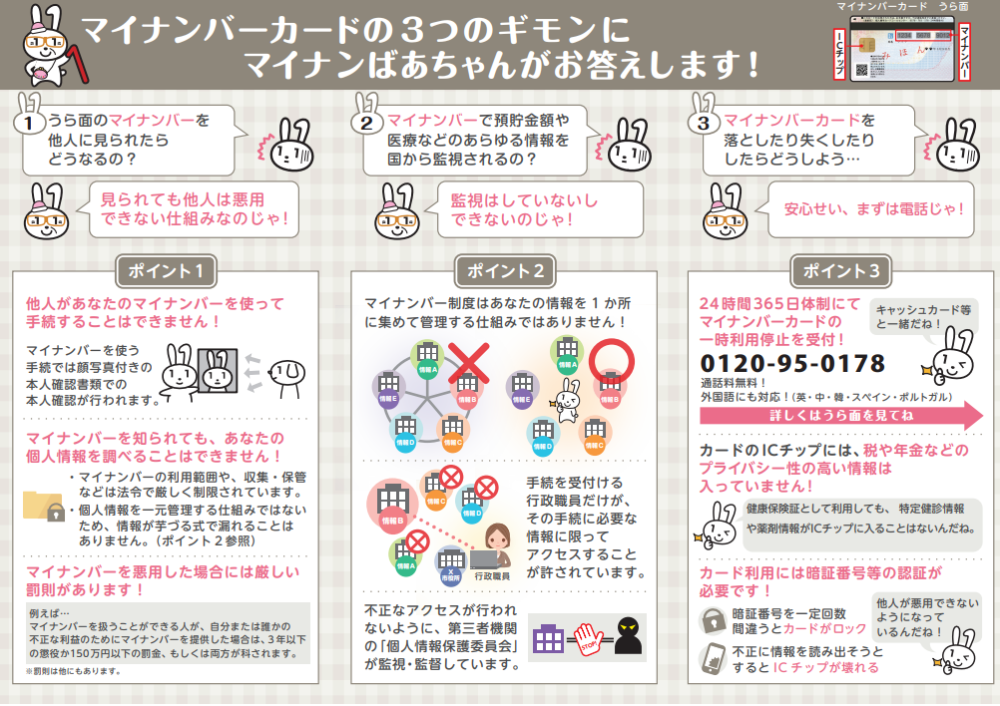 マイナンバーカードの3つのギモンに
マイナンばあちゃんがお答えします!
マイナンバーカード うら面
ICチップ
みほん
マイナンバー
1
うら面のマイナンバーを
他人に見られたら
どうなるの?
見られても他人は悪用
できない仕組みなのじゃ!
2
マイナンバーで預貯金額や
医療などのあらゆる情報を
国から監視されるの?
監視はしていないし
できないのじゃ!
3
マイナンバーカードを
落としたり失くしたり
したらどうしよう…
安心せい、まずは電話じゃ!
ポイント1
他人があなたのマイナンバーを使って
手続することはできません!
マイナンバーを使う
手続では顔写真付きの
本人確認書類での
本人確認が行われます。
マイナンバーを知られても、あなたの
個人情報を調べることはできません!
・マイナンバーの利用範囲や、収集・保管
などは法令で厳しく制限されています。
・個人情報を一元管理する仕組みではない
ため、情報が芋づる式で漏れることは
ありません。(ポイント2参照)
マイナンバーを悪用した場合には厳しい
罰則があります!
例えば…
マイナンバーを扱うことができる人が、自分または誰かの
不正な利益のためにマイナンバーを提供した場合は、3年以下
の懲役か150万円以下の罰金、もしくは両方が科されます。
※罰則は他にもあります。
ポイント2
マイナンバー制度はあなたの情報を1か所
に集めて管理する仕組みではありません!
情報A
情報E
情報B
情報D
情報C
情報A
情報E
情報B
情報D
情報C
情報C
情報D
情報B
情報A
X
市役所
行政職員
手続を受付ける
行政職員だけが、
その手続に必要な
情報に限って
アクセスすること
が許されています。
不正なアクセスが行われ
ないように、第三者機関
の「個人情報保護委員会」
が監視・監督しています。
STOP!
ポイント3
24時間365日体制にて
マイナンバーカードの
一時利用停止を受付!
キャッシュカード等
と一緒だね!
0120-95-0178
通話料無料!
外国語にも対応!(英・中・韓・スペイン・ポルトガル)
詳しくはうら面を見てね
カードのICチップには、税や年金などの
プライバシー性の高い情報は
入っていません!
健康保険証として利用しても、特定健診情報
や薬剤情報がICチップに入ることはないんだね。
カード利用には暗証番号等の認証が
必要です!
暗証番号を一定回数
間違うとカードがロック
他人が悪用できない
ようになって
いるんだね!
不正に情報を読み出そうと
するとICチップが壊れる